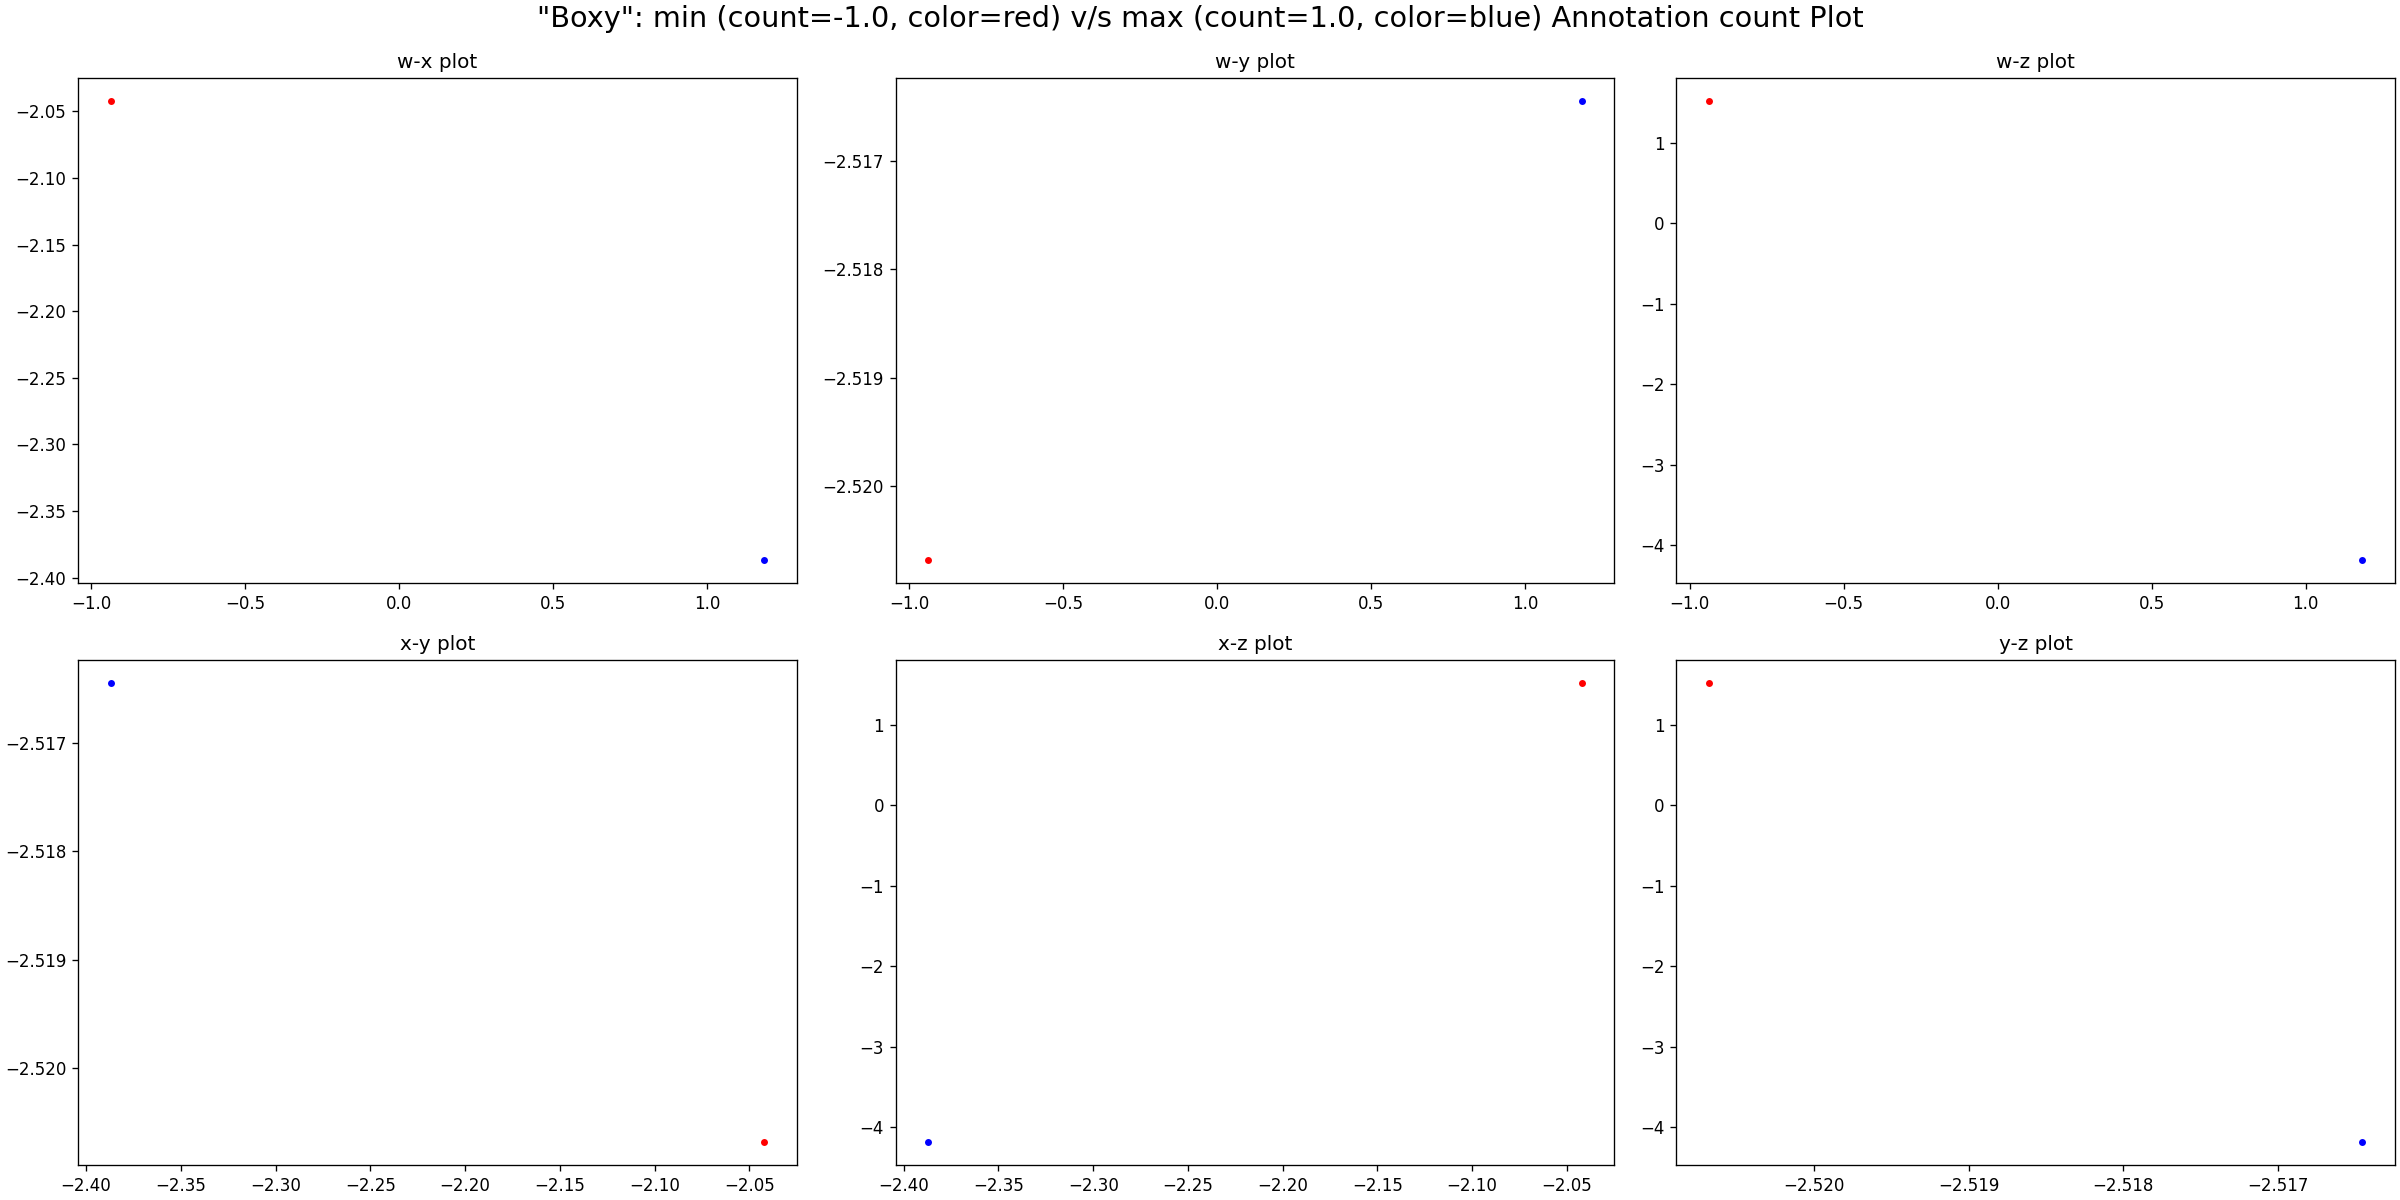 "Boxy": min (count=-1.0, color=red) v/s max (count=1.0, color=blue) Annotation count Plot
w-x plot
−2.05
−2.10
−2.15
−2.20
−2.25
−2.30
−2.35
−2.40
−1.0 −0.5 0.0 0.5 1.0
w-y plot
−2.517
−2.518
−2.519
−2.520
−1.0 −0.5 0.0 0.5 1.0
w-z plot
1
0
−1
−2
−3
−4
−1.0 −0.5 0.0 0.5 1.0
x-y plot
−2.517
−2.518
−2.519
−2.520
−2.40 −2.35 −2.30 −2.25 −2.20 −2.15 −2.10 −2.05
x-z plot
1
0
−1
−2
−3
−4
−2.40 −2.35 −2.30 −2.25 −2.20 −2.15 −2.10 −2.05
y-z plot
1
0
−1
−2
−3
−4
−2.520 −2.519 −2.518 −2.517